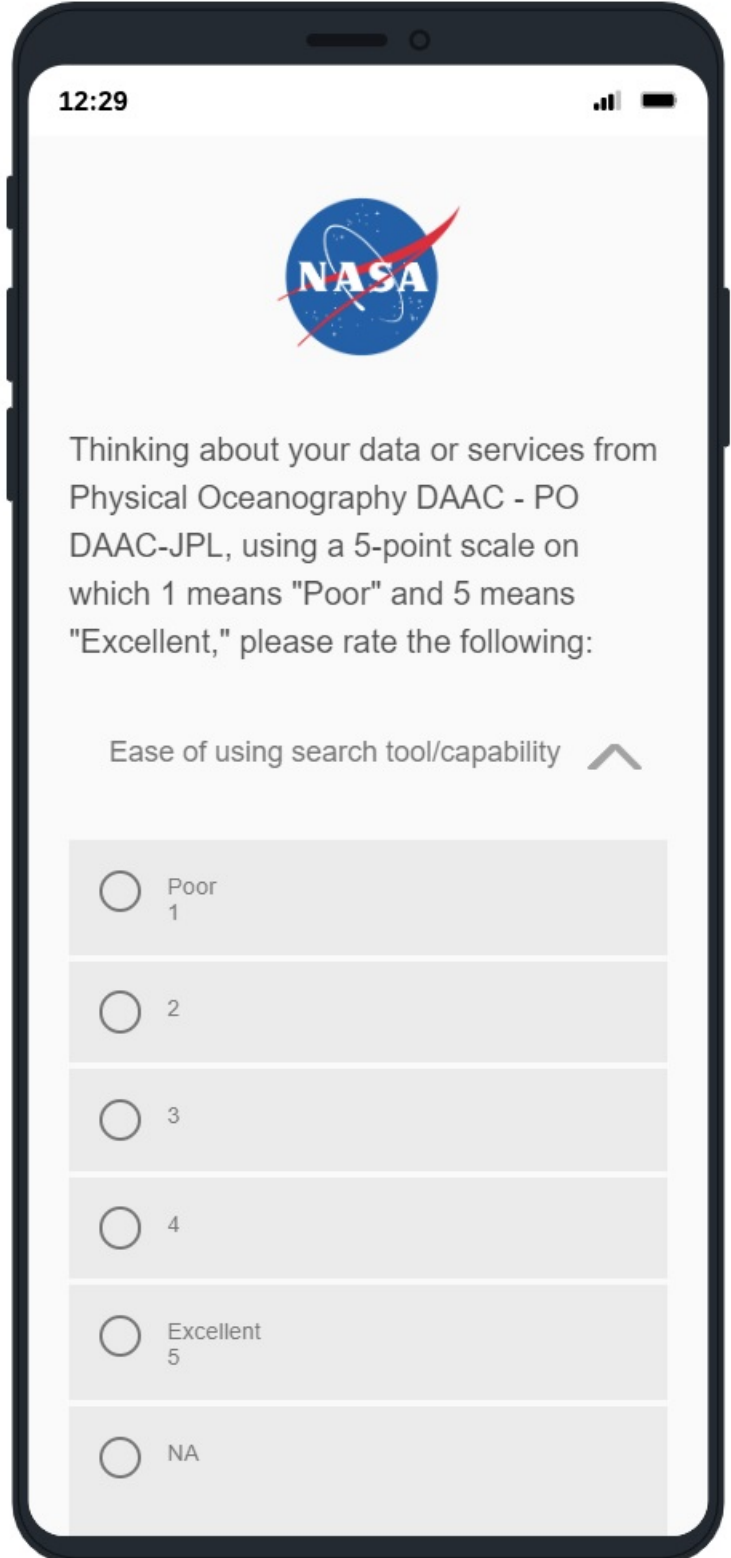 12:29
NASA
Thinking about your data or services from
Physical Oceanography DAAC - PO
DAAC-JPL, using a 5-point scale on
which 1 means "Poor" and 5 means
"Excellent," please rate the following:
Ease of using search tool/capability
Poor
1
2
3
4
Excellent
5
NA